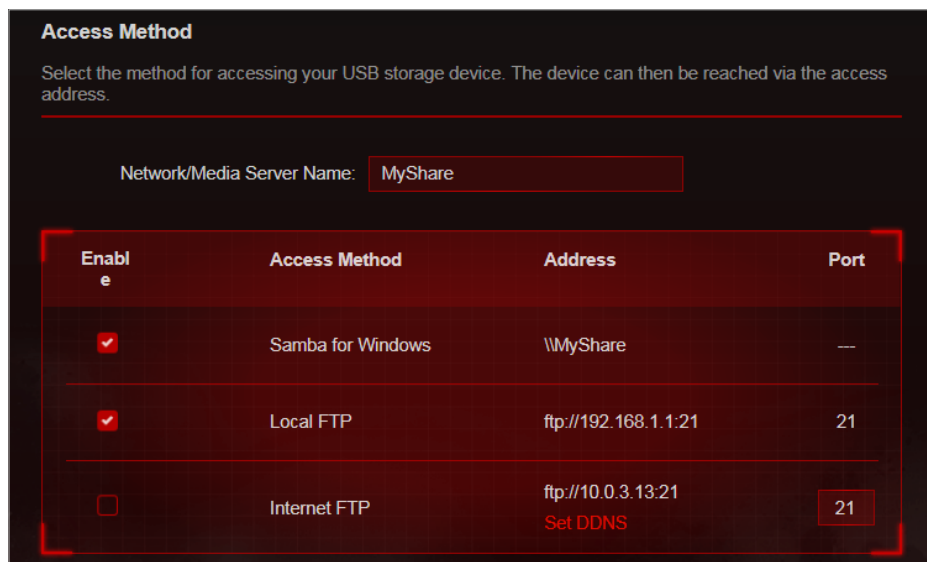 Access Method
Select the method for accessing your USB storage device. The device can then be reached via the access
address.
Network/Media Server Name: MyShare
Enabl
e Access Method Address Port
Samba for Windows \\MyShare ---
Local FTP ftp://192.168.1.1:21 21
Internet FTP ftp://10.0.3.13:21 21
Set DDNS